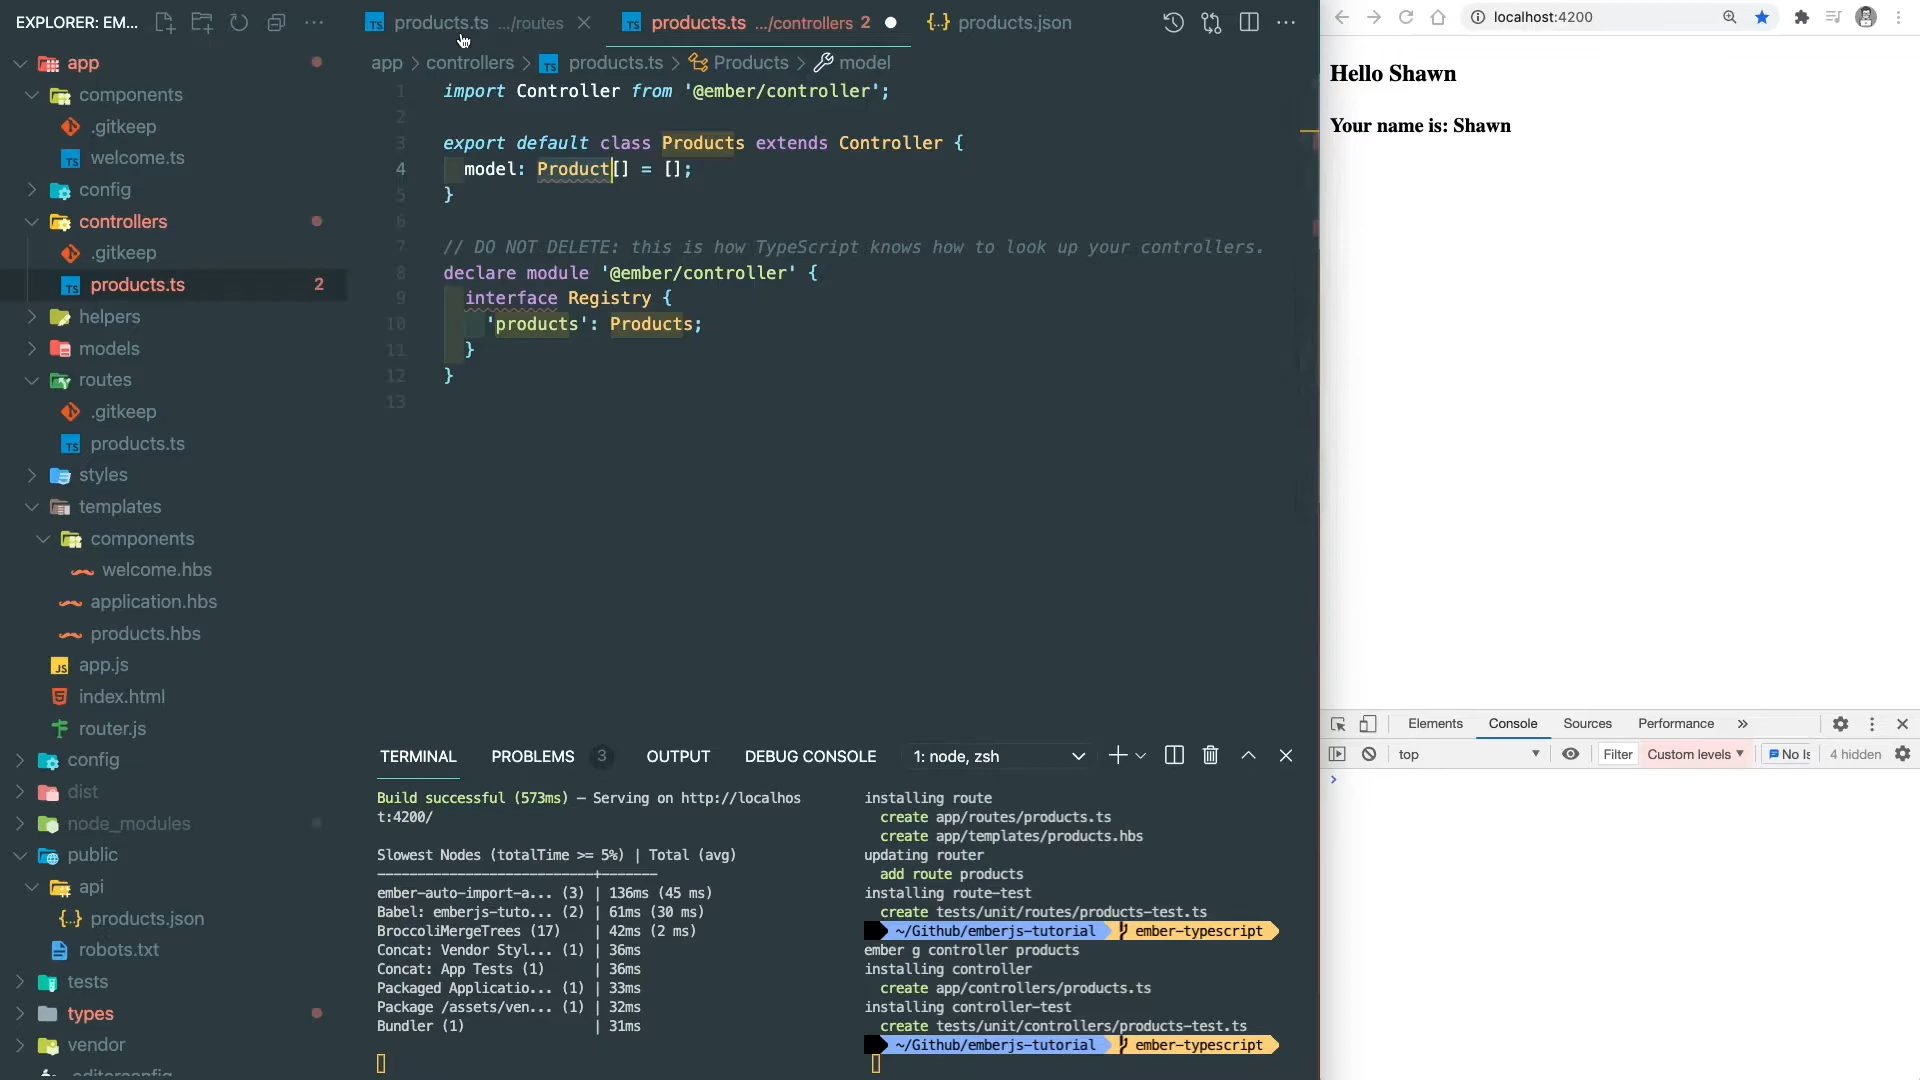 EXPLORER: EM...
app
components
.gitkeep
welcome.ts
config
controllers
.gitkeep
products.ts 2
helpers
models
routes
.gitkeep
products.ts
styles
templates
components
welcome.hbs
application.hbs
products.hbs
app.js
index.html
router.js
config
dist
node_modules
public
api
products.json
robots.txt
tests
types
vendor
.editorconfig
products.ts .../routes
products.ts .../controllers 2
products.json
app > controllers > products.ts > Products > model
1 import Controller from '@ember/controller';
2
3 export default class Products extends Controller {
4 model: Product[] = [];
5 }
6
7 // DO NOT DELETE: this is how TypeScript knows how to look up your controllers.
8 declare module '@ember/controller' {
9 interface Registry {
10 'products': Products;
11 }
12 }
13
TERMINAL PROBLEMS 3 OUTPUT DEBUG CONSOLE 1: node, zsh
Build successful (573ms) – Serving on http://localhos
t:4200/
Slowest Nodes (totalTime >= 5%) | Total (avg)
ember-auto-import-a... (3) | 136ms (45 ms)
Babel: emberjs-tuto... (2) | 61ms (30 ms)
BroccoliMergeTrees (17) | 42ms (2 ms)
Concat: Vendor Styl... (1) | 36ms
Concat: App Tests (1) | 36ms
Packaged Applicatio... (1) | 33ms
Package /assets/ven... (1) | 32ms
Bundler (1) | 31ms
installing route
create app/routes/products.ts
create app/templates/products.hbs
updating router
add route products
installing route-test
create tests/unit/routes/products-test.ts
~/Github/emberjs-tutorial ember-typescript
ember g controller products
installing controller
create app/controllers/products.ts
installing controller-test
create tests/unit/controllers/products-test.ts
~/Github/emberjs-tutorial ember-typescript
localhost:4200
Hello Shawn
Your name is: Shawn
Elements Console Sources Performance
top Filter Custom levels No Is 4 hidden